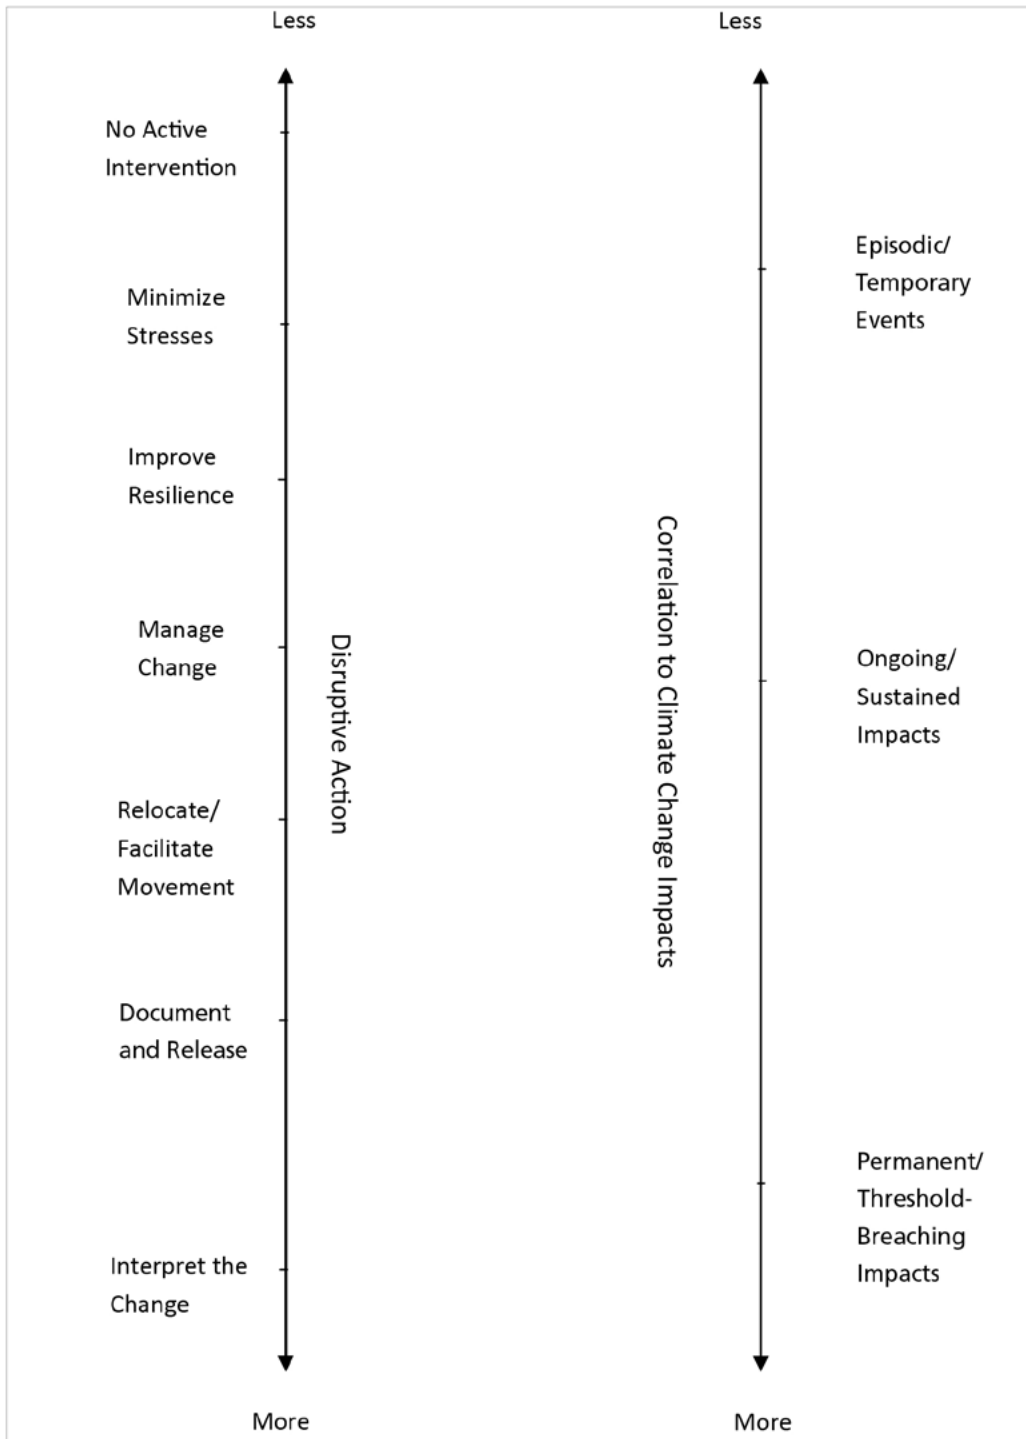 Less
No Active
Intervention
Minimize
Stresses
Improve
Resilience
Manage
Change
Relocate/
Facilitate
Movement
Document
and Release
Interpret the
Change
Disruptive Action
More
Less
Correlation to Climate Change Impacts
Episodic/
Temporary
Events
Ongoing/
Sustained
Impacts
Permanent/
Threshold-
Breaching
Impacts
More